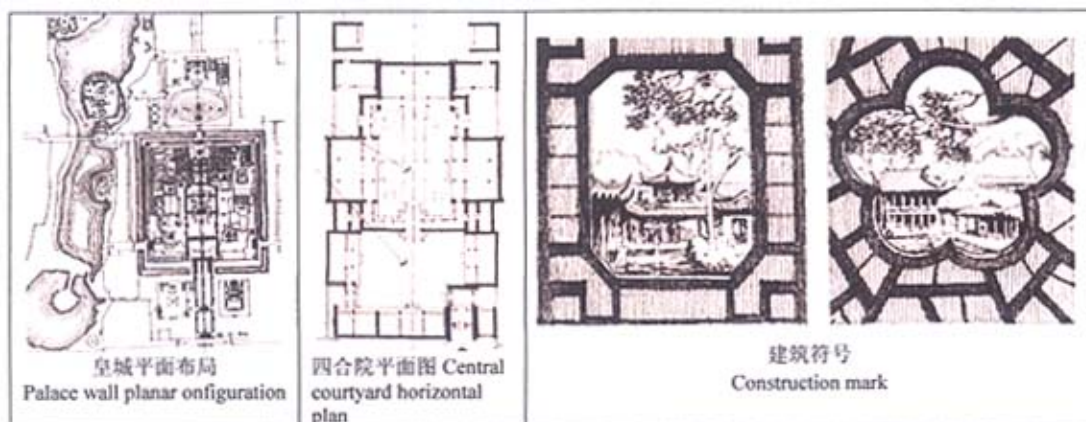 皇城平面布局
Palace wall planar onfiguration
四合院平面图 Central
courtyard horizontal
plan
建筑符号
Construction mark